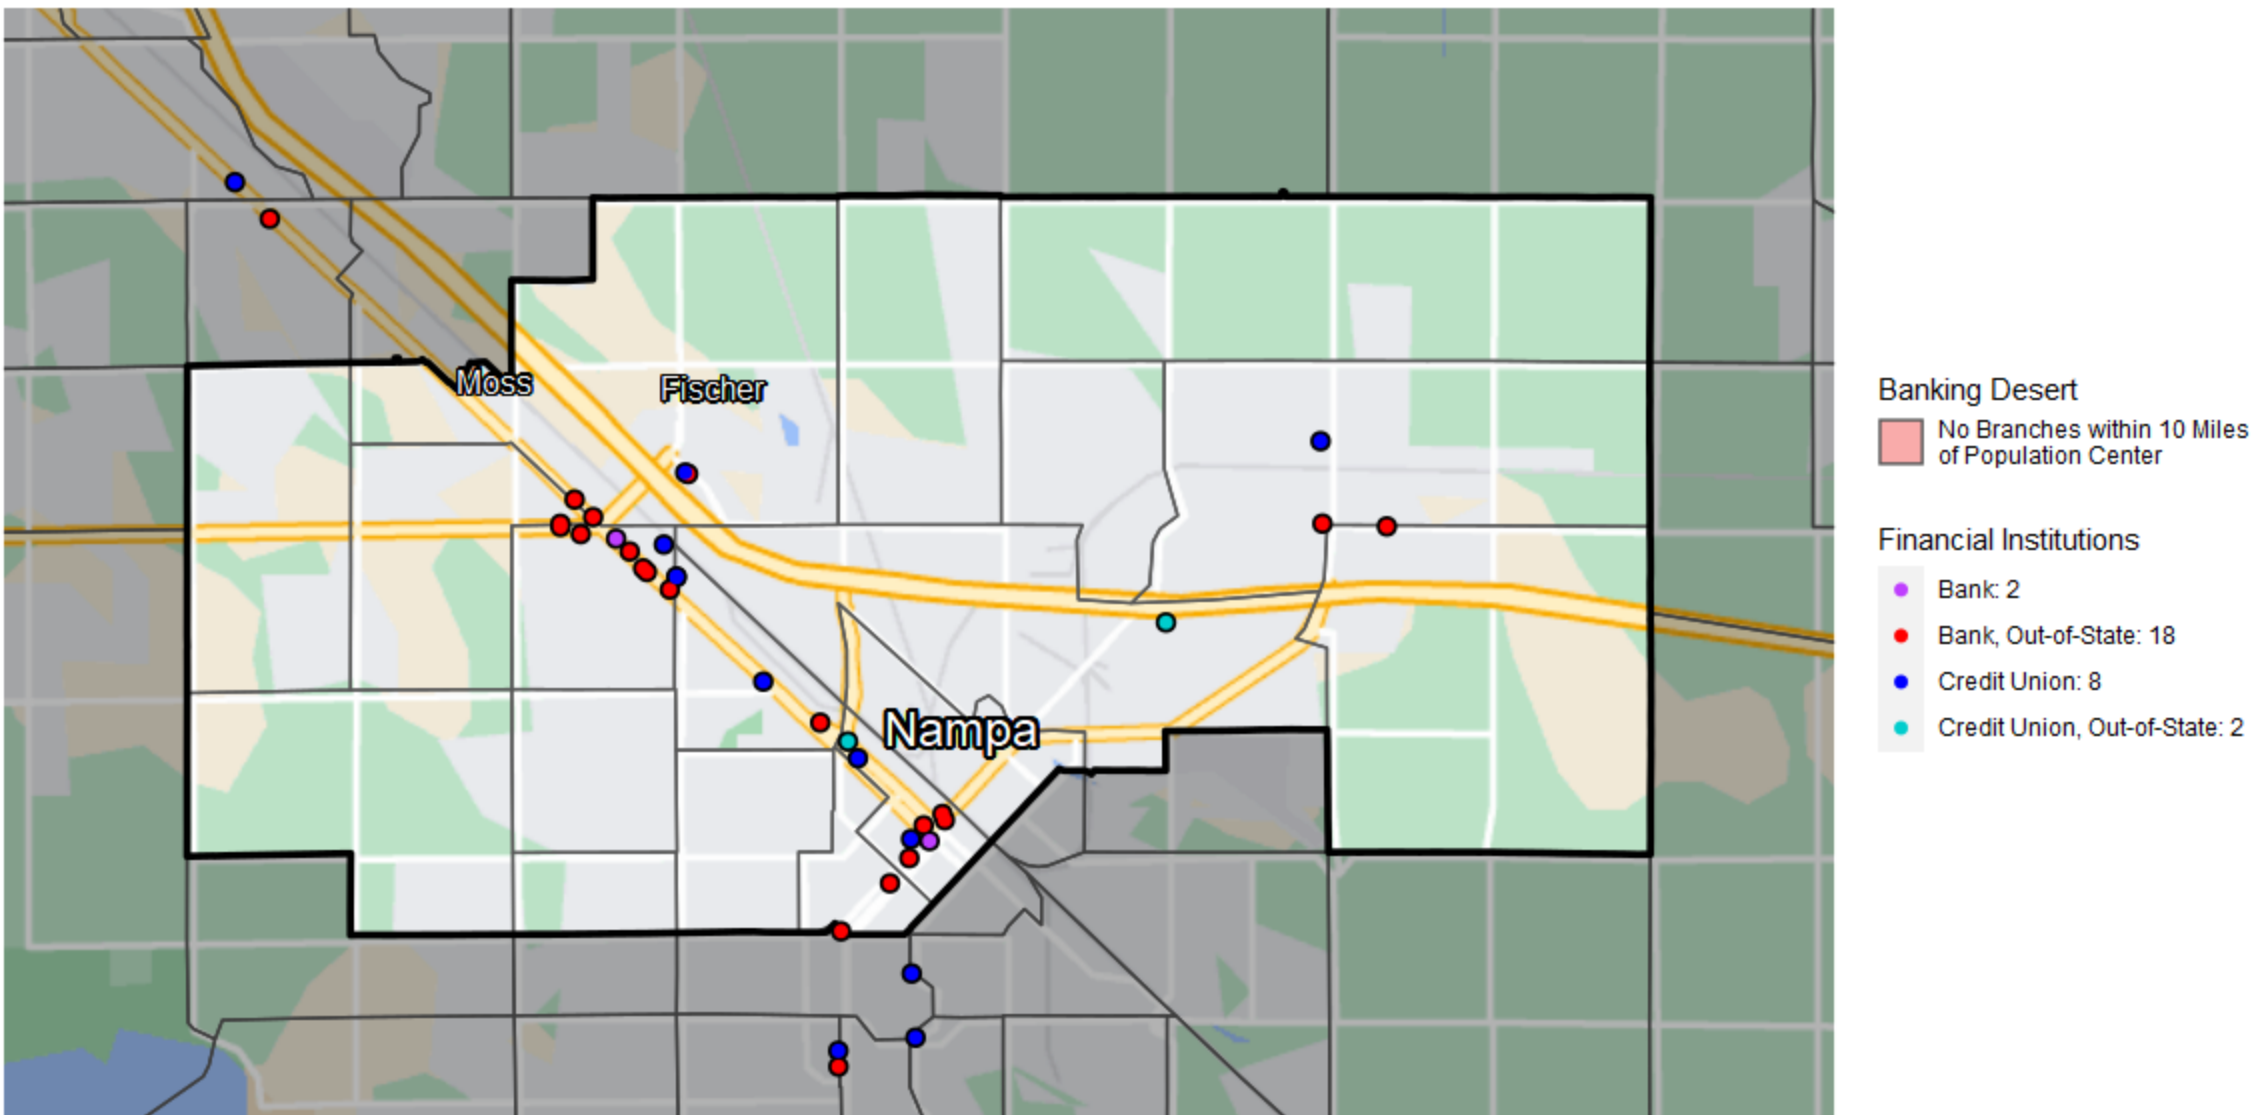 Moss
Fischer
Nampa
Banking Desert
No Branches within 10 Miles
of Population Center
Financial Institutions
Bank: 2
Bank, Out-of-State: 18
Credit Union: 8
Credit Union, Out-of-State: 2